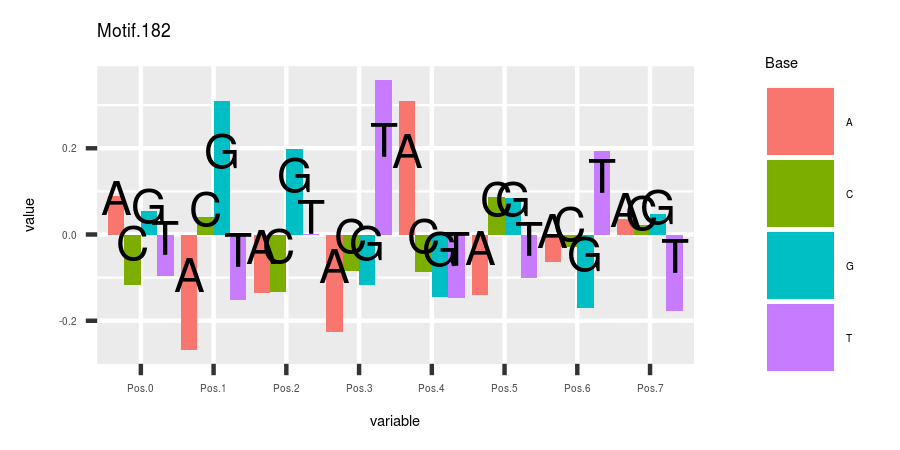 Motif.182
value
0.2
0.0
-0.2
A C G T A C G T A C G T A C G T A C G T A C G T A C G T A C G T
Pos.0 Pos.1 Pos.2 Pos.3 Pos.4 Pos.5 Pos.6 Pos.7
variable
Base
A
C
G
T